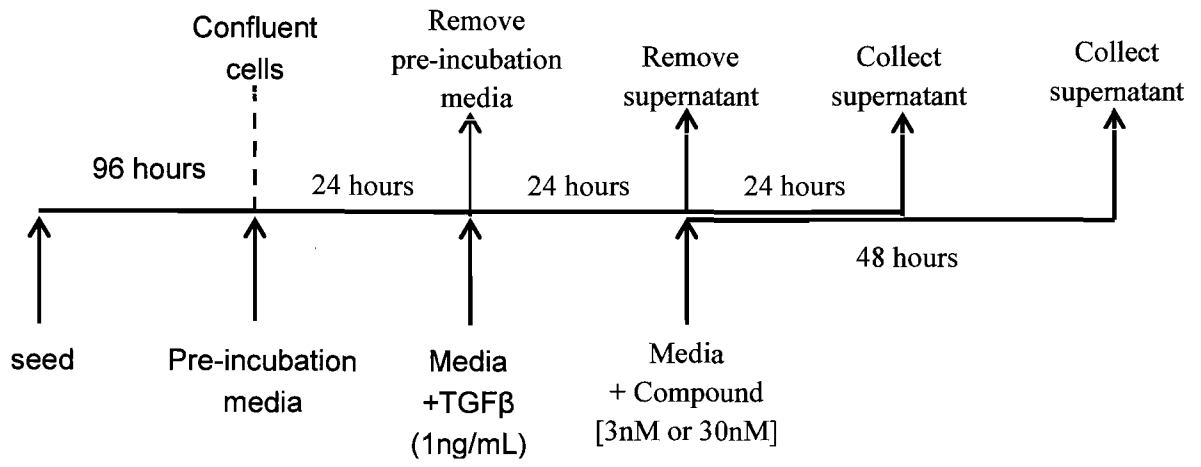 Confluent
cells
Remove
pre-incubation
media
Remove
supernatant
Collect
supernatant
Collect
supernatant
96 hours
24 hours
24 hours
24 hours
48 hours
seed
Pre-incubation
media
Media
+TGFβ
(1ng/mL)
Media
+ Compound
[3nM or 30nM]